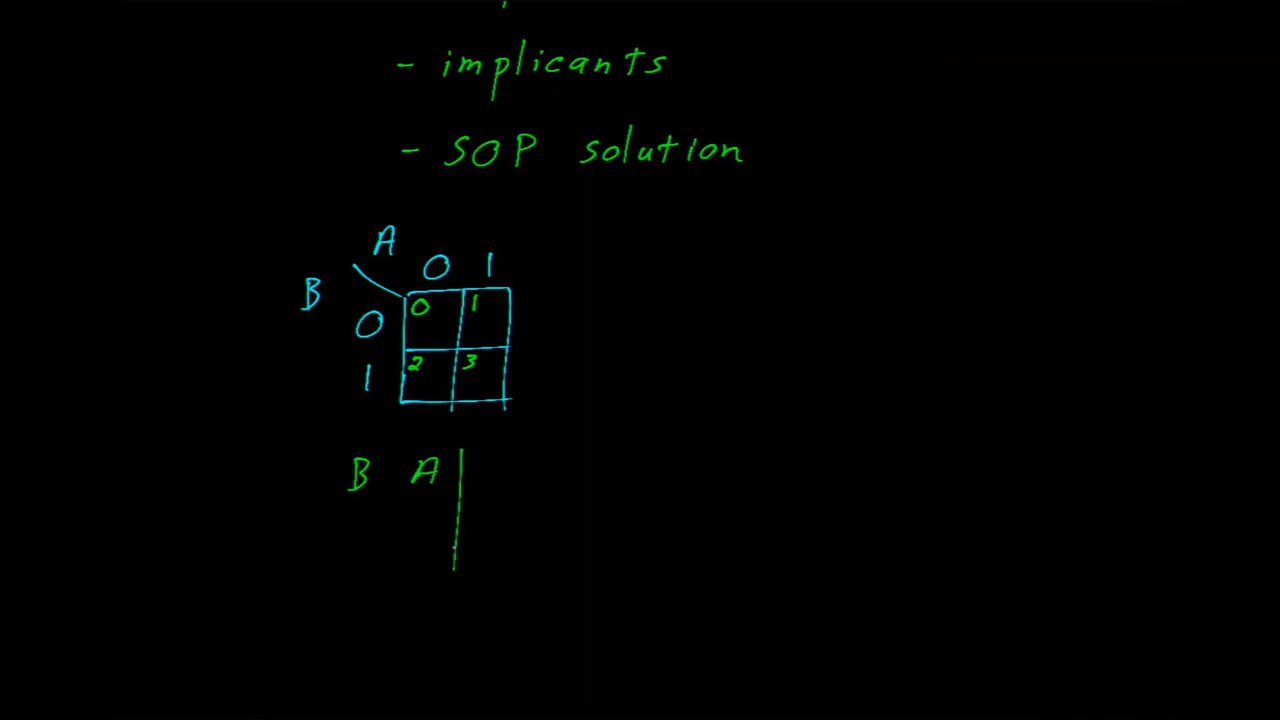 - implicants
- SOP solution
A
0 1
B
0 0 1
1 2 3
B A